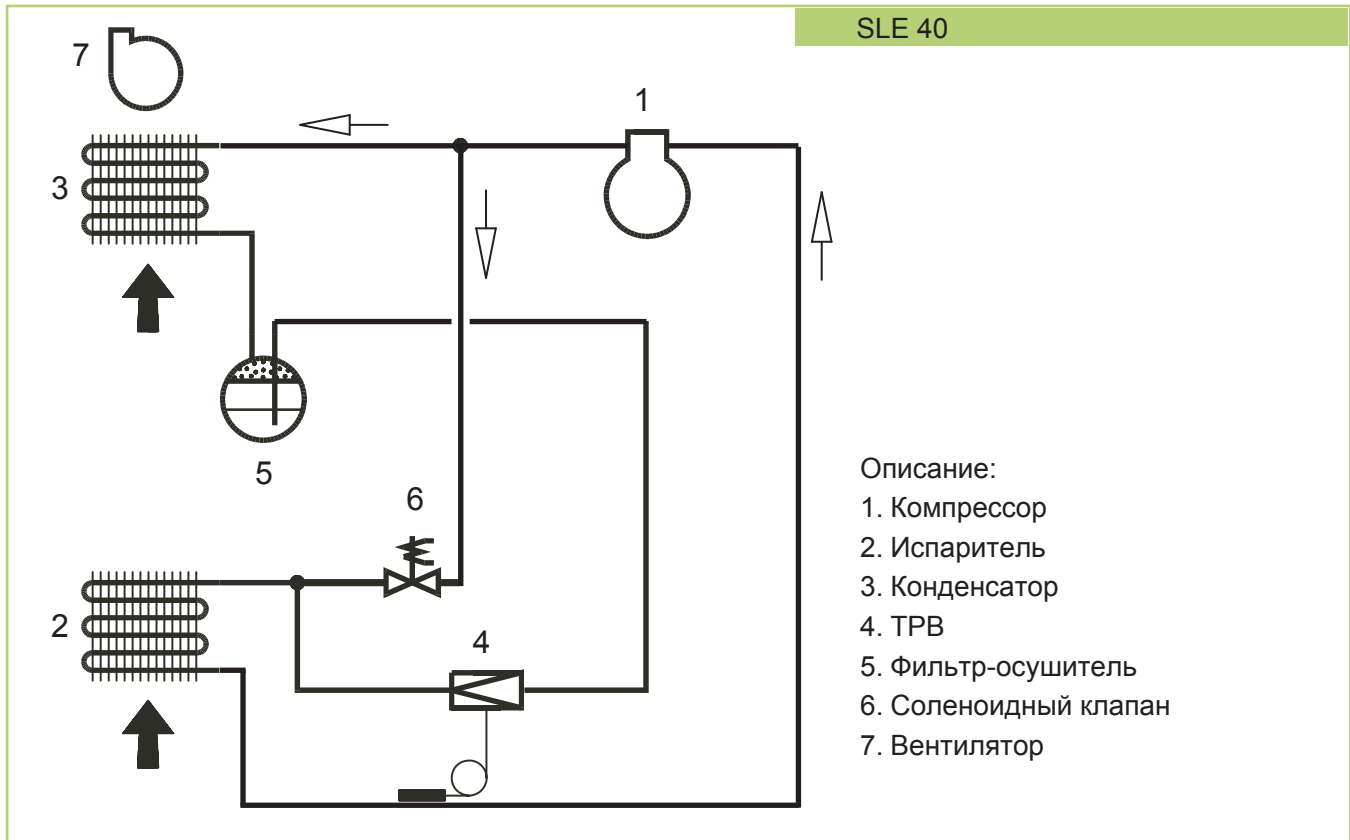 SLE 40
7
1
3
5
6
2
4
Описание:
1. Компрессор
2. Испаритель
3. Конденсатор
4. ТРВ
5. Фильтр-осушитель
6. Соленоидный клапан
7. Вентилятор